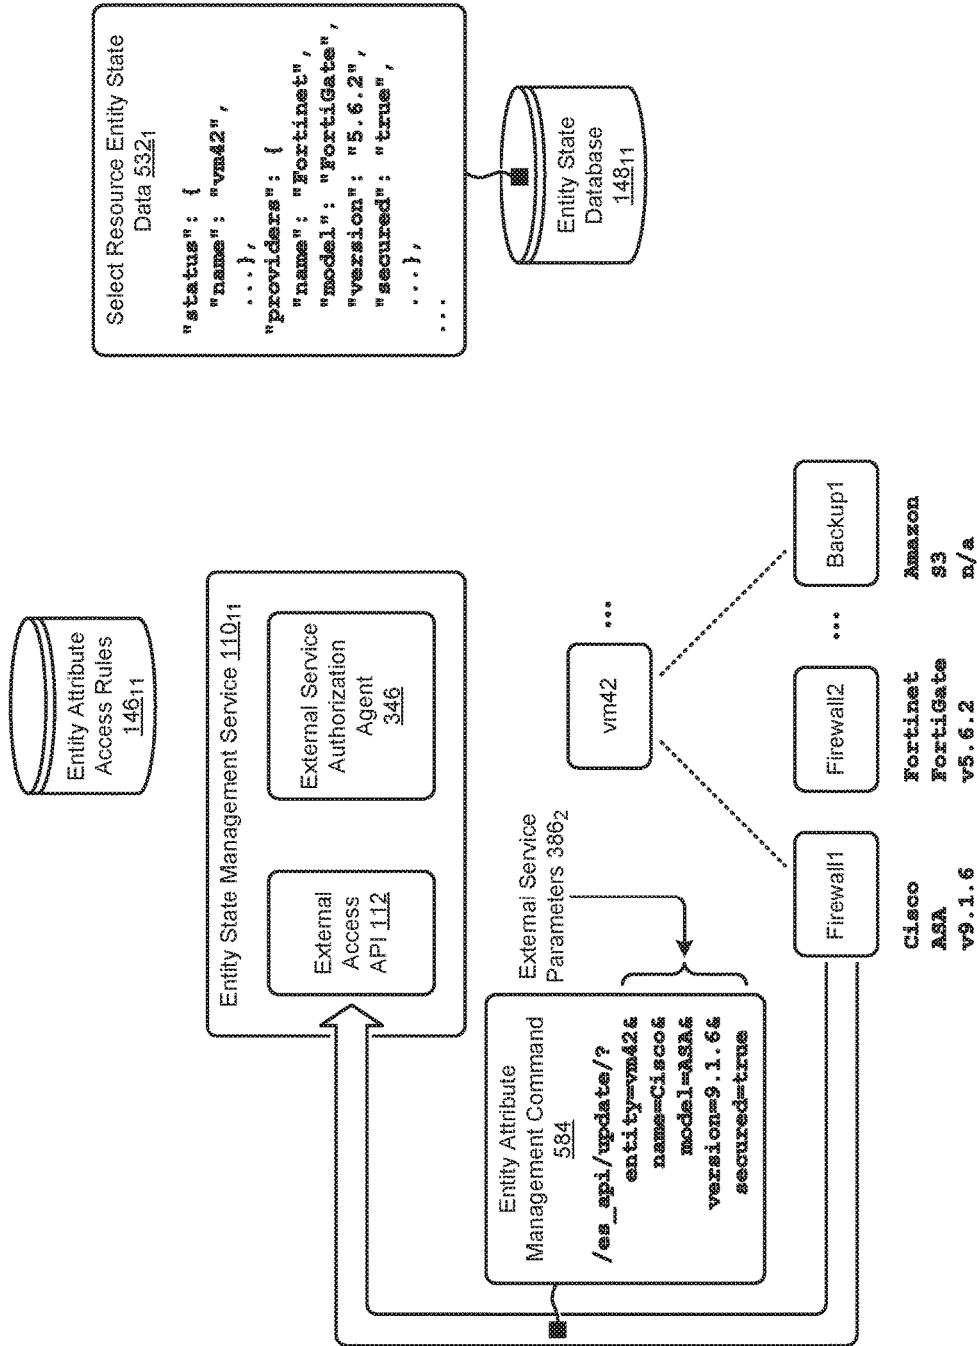 Entity Attribute
Access Rules
146₁₁
Entity State Management Service 110₁₁
External
Access
API 112
External Service
Authorization
Agent
346
Select Resource Entity State
Data 532₁
"status": {
"name": "vm42",
...},
"providers": {
"name": "Fortinet",
"model": "FortiGate",
"version": "5.6.2",
"secured": "true",
...},
...
Entity State
Database
148₁₁
External Service
Parameters 386₂
Entity Attribute
Management Command
584
/es_api/update/?
entity=vm42&
name=Cisco&
model=ASA&
version=9.1.6&
secured=true
vm42
...
Firewall1
Firewall2
...
Backup1
Cisco
ASA
v9.1.6
Fortinet
FortiGate
v5.6.2
Amazon
S3
n/a